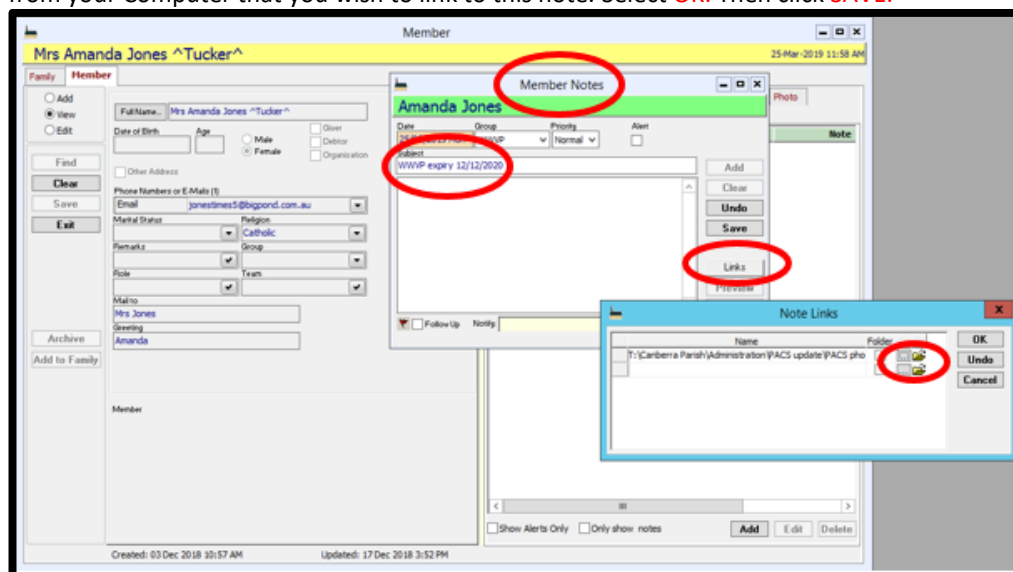 from your Computer that you wish to link to this note. Select OK. Then click SAVE.
Member
Mrs Amanda Jones ^Tucker^
25-Mar-2019 11:58 AM
Family Member
Add
View
Edit
Find
Clear
Save
Exit
Archive
Add to Family
FullName... Mrs Amanda Jones ^Tucker^
Date of Birth Age
Male
Female
Giver
Debtor
Organisation
Other Address
Phone Numbers or E-Mails (1)
Email jonestimes5@bigpond.com.au
Marital Status Religion
Catholic
Remarks Group
Role Team
Mail to
Mrs Jones
Greeting
Amanda
Member
Created: 03 Dec 2018 10:57 AM Updated: 17 Dec 2018 3:52 PM
Photo
Note
Member Notes
Amanda Jones
Date Group Priority Alert
Normal
Subject
WWVP expiry 12/12/2020
Add
Clear
Undo
Save
Links
Preview
Follow Up Notify
Note Links
Name Folder
T:\Canberra Parish\Administration\PACS update\PACS pho
OK
Undo
Cancel
Show Alerts Only Only show notes Add Edit Delete